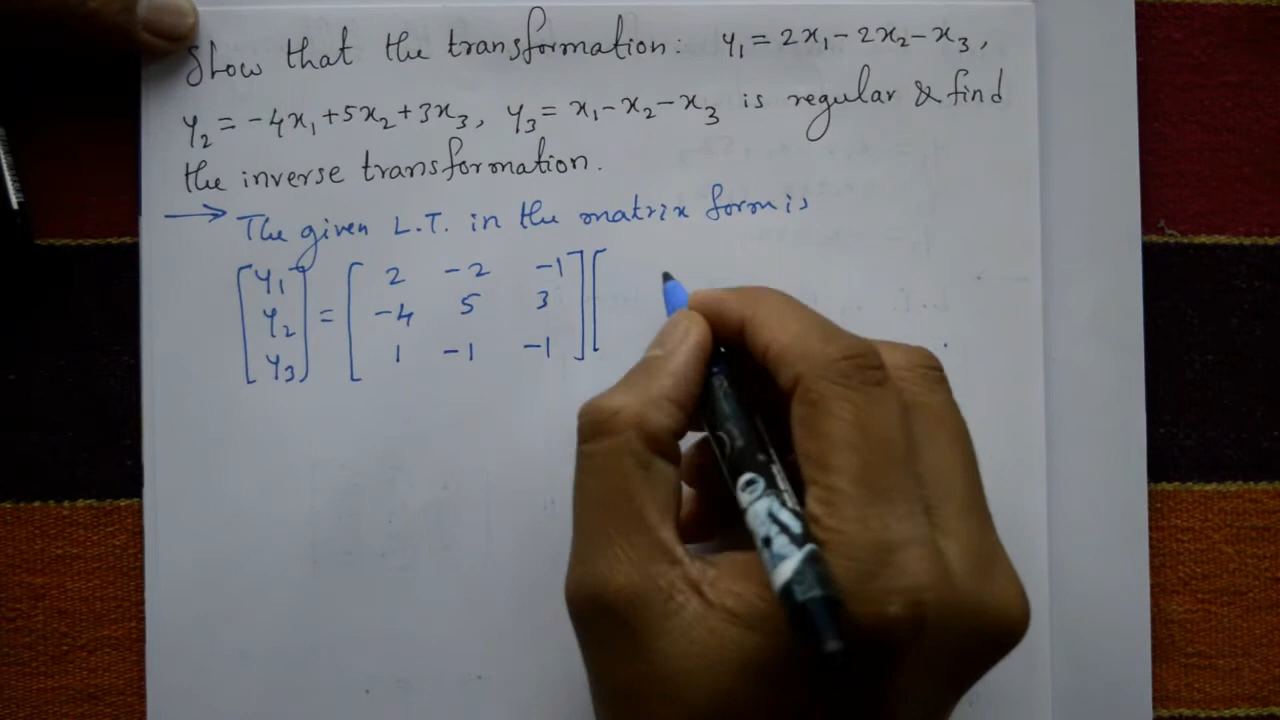 Show that the transformation: y₁ = 2x₁ - 2x₂ - x₃,
y₂ = -4x₁ + 5x₂ + 3x₃, y₃ = x₁ - x₂ - x₃ is regular & find
the inverse transformation.
→ The given L.T. in the matrix form is
[y₁] = [2 -2 -1] [
[y₂] [-4 5 3]
[y₃] [1 -1 -1]